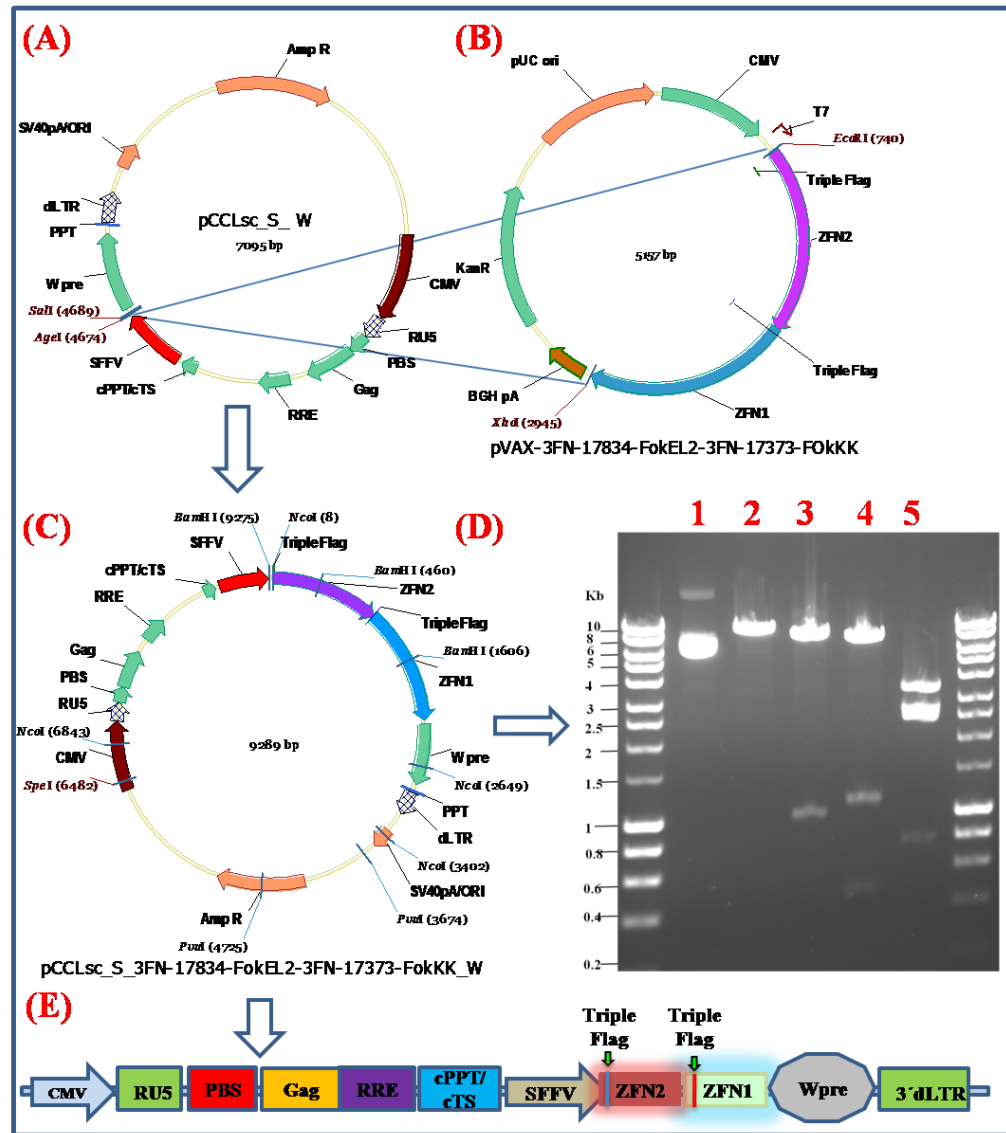 (A)
Amp R
SV40pA/ORI
dLTR
PPT
pCCLsc_S_ W
7095 bp
Wpre
CMV
SalI (4689)
AgeI (4674)
RU5
PBS
SFFV
cPPT/cTS
Gag
RRE
(B)
pUC ori
CMV
T7
EcoRI (740)
Triple Flag
ZFN2
KanR
5157 bp
Triple Flag
BGH pA
ZFN1
XhoI (2945)
pVAX-3FN-17834-FokEL2-3FN-17373-FOkKK
(C)
BamH I (9275)
NcoI (8)
SFFV
TripleFlag
cPPT/cTS
BamH I (460)
ZFN2
RRE
TripleFlag
Gag
BamH I (1606)
PBS
ZFN1
RU5
NcoI (6843)
9289 bp
Wpre
CMV
NcoI (2649)
SpeI (6482)
PPT
dLTR
NcoI (3402)
SV40pA/ORI
Amp R
PvuI (3674)
PvuI (4725)
pCCLsc_S_3FN-17834-FokEL2-3FN-17373-FokKK_W
(D)
1 2 3 4 5
Kb
10
8
6
5
4
3
2.5
2
1.5
1
0.8
0.6
0.4
0.2
(E)
Triple Flag
Triple Flag
CMV RU5 PBS Gag RRE cPPT/ cTS SFFV ZFN2 ZFN1 Wpre 3´dLTR